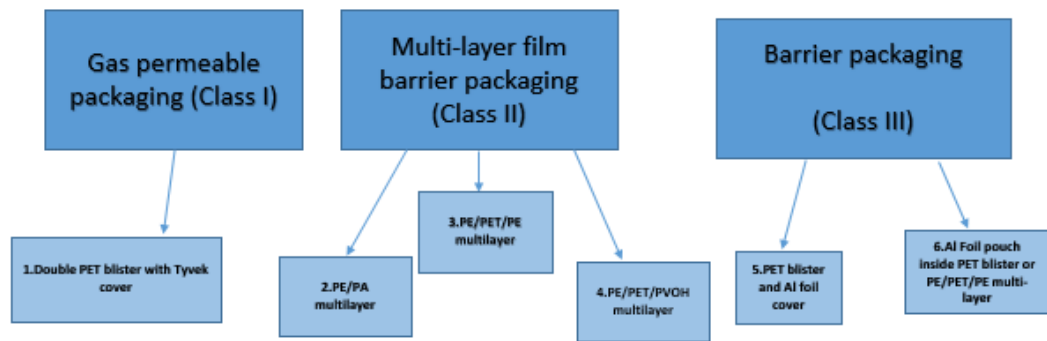 Gas permeable
packaging (Class I)
Multi-layer film
barrier packaging
(Class II)
Barrier packaging
(Class III)
1.Double PET blister with Tyvek
cover
2.PE/PA
multilayer
3.PE/PET/PE
multilayer
4.PE/PET/PVOH
multilayer
5.PET blister
and Al foil
cover
6.Al Foil pouch
inside PET blister or
PE/PET/PE multi-
layer